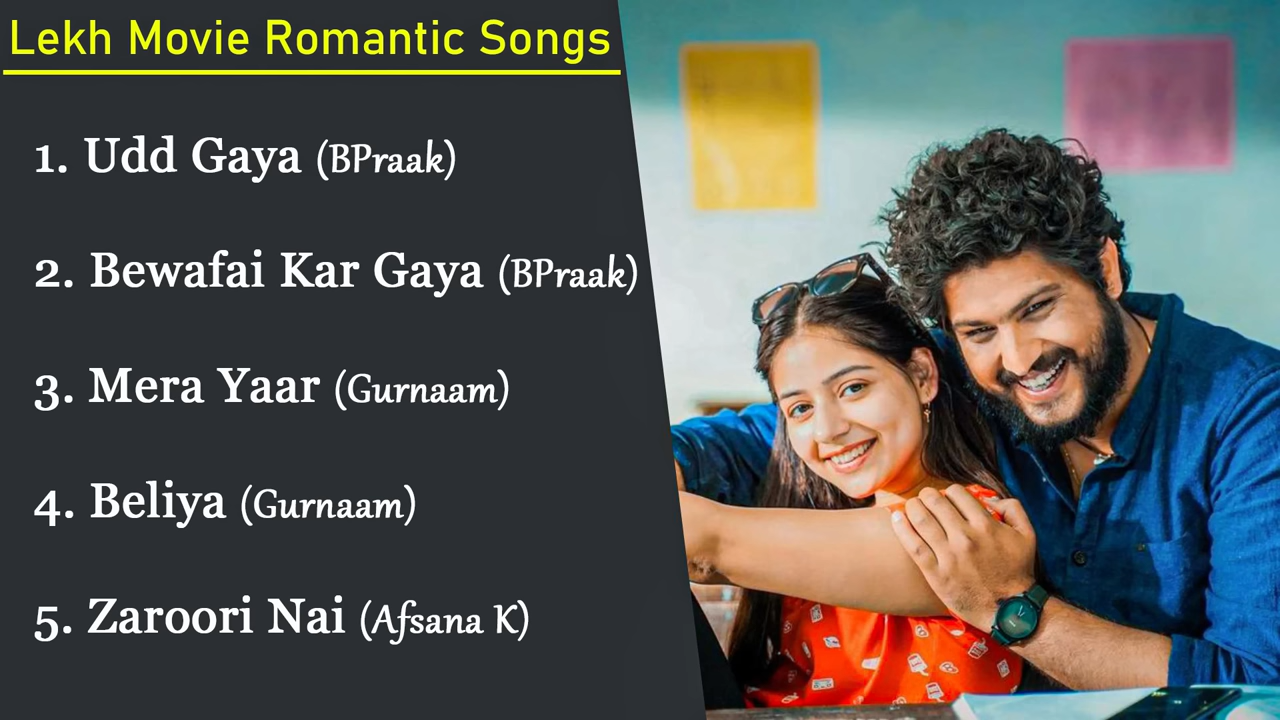 Lekh Movie Romantic Songs
1. Udd Gaya (BPraak)
2. Bewafai Kar Gaya (BPraak)
3. Mera Yaar (Gurnaam)
4. Beliya (Gurnaam)
5. Zaroori Nai (Afsana K)